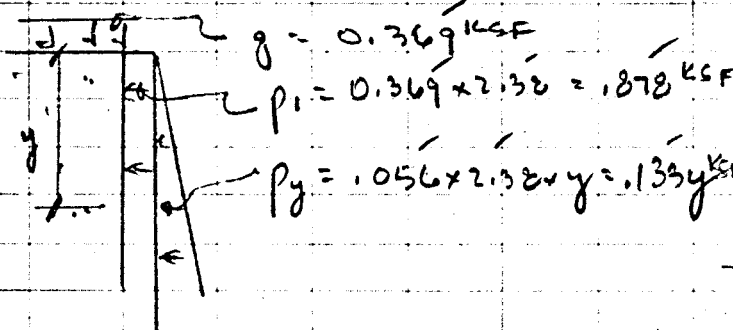 g = 0.369 KSF
P1 = 0.369 x 2.38 = .878 KSF
y
Py = .056 x 2.38 x y = .133y KSF